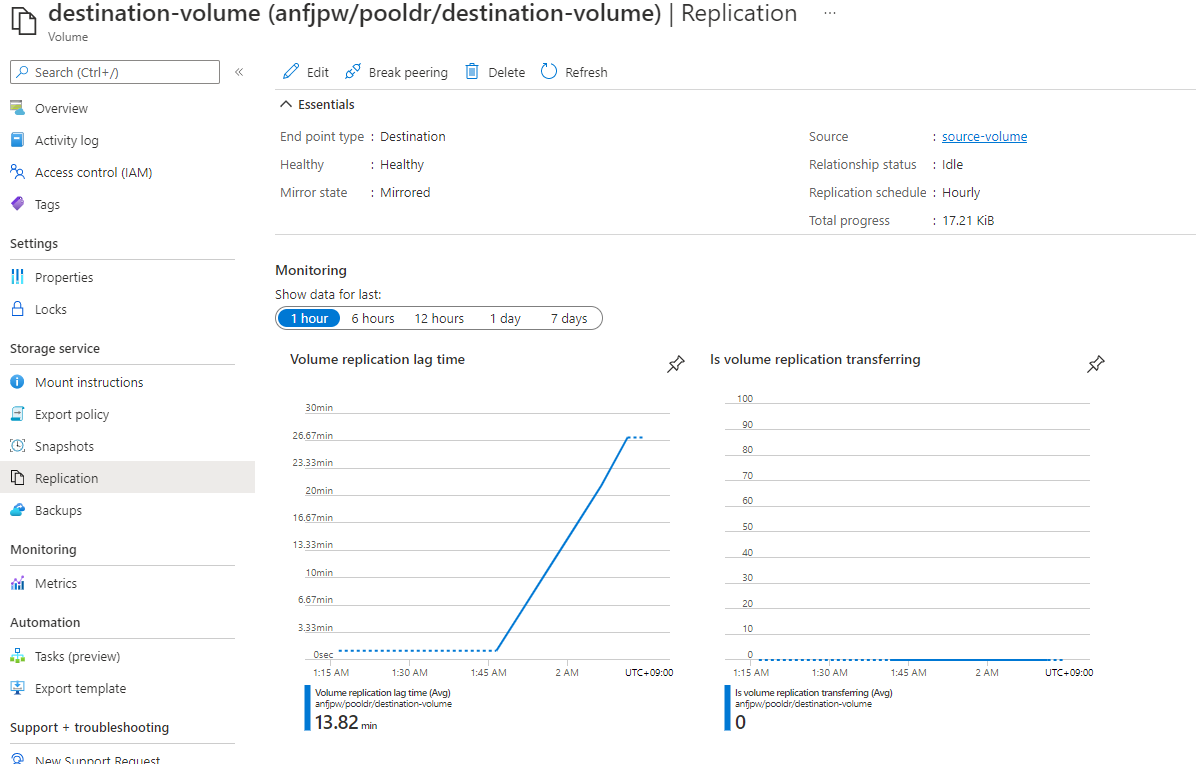 destination-volume (anfjpw/pooldr/destination-volume) | Replication ...
Volume
Search (Ctrl+/)
«
Overview
Activity log
Access control (IAM)
Tags
Settings
Properties
Locks
Storage service
Mount instructions
Export policy
Snapshots
Replication
Backups
Monitoring
Metrics
Automation
Tasks (preview)
Export template
Support + troubleshooting
New Support Request
Edit Break peering Delete Refresh
Essentials
End point type : Destination
Healthy : Healthy
Mirror state : Mirrored
Source : source-volume
Relationship status : Idle
Replication schedule : Hourly
Total progress : 17.21 KiB
Monitoring
Show data for last:
1 hour 6 hours 12 hours 1 day 7 days
Volume replication lag time
30min
26.67min
23.33min
20min
16.67min
13.33min
10min
6.67min
3.33min
0sec
1:15 AM 1:30 AM 1:45 AM 2 AM UTC+09:00
Volume replication lag time (Avg)
anfjpw/pooldr/destination-volume
13.82 min
Is volume replication transferring
100
90
80
70
60
50
40
30
20
10
0
1:15 AM 1:30 AM 1:45 AM 2 AM UTC+09:00
Is volume replication transferring (Avg)
anfjpw/pooldr/destination-volume
0